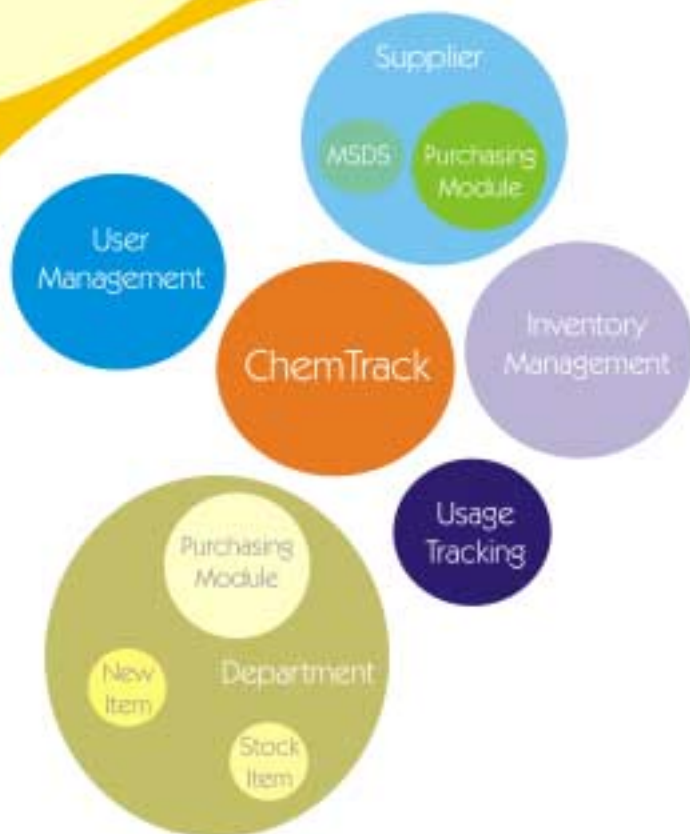 Supplier
MSDS
Purchasing
Module
User
Management
Inventory
Management
ChemTrack
Usage
Tracking
Purchasing
Module
Department
New
Item
Stock
Item